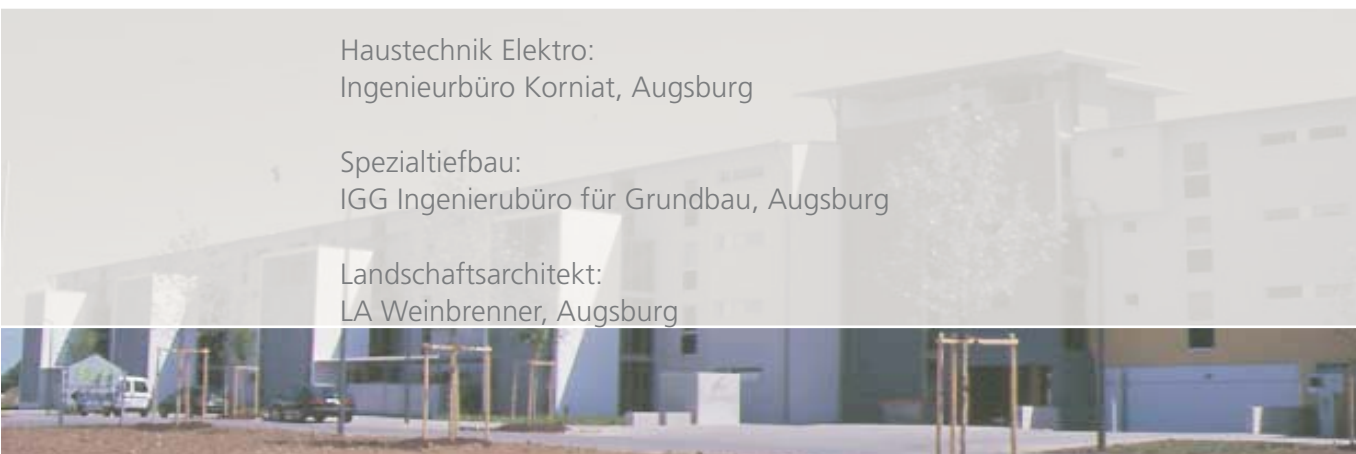 Haustechnik Elektro:
Ingenieurbüro Korniat, Augsburg
Spezialtiefbau:
IGG Ingenierubüro für Grundbau, Augsburg
Landschaftsarchitekt:
LA Weinbrenner, Augsburg